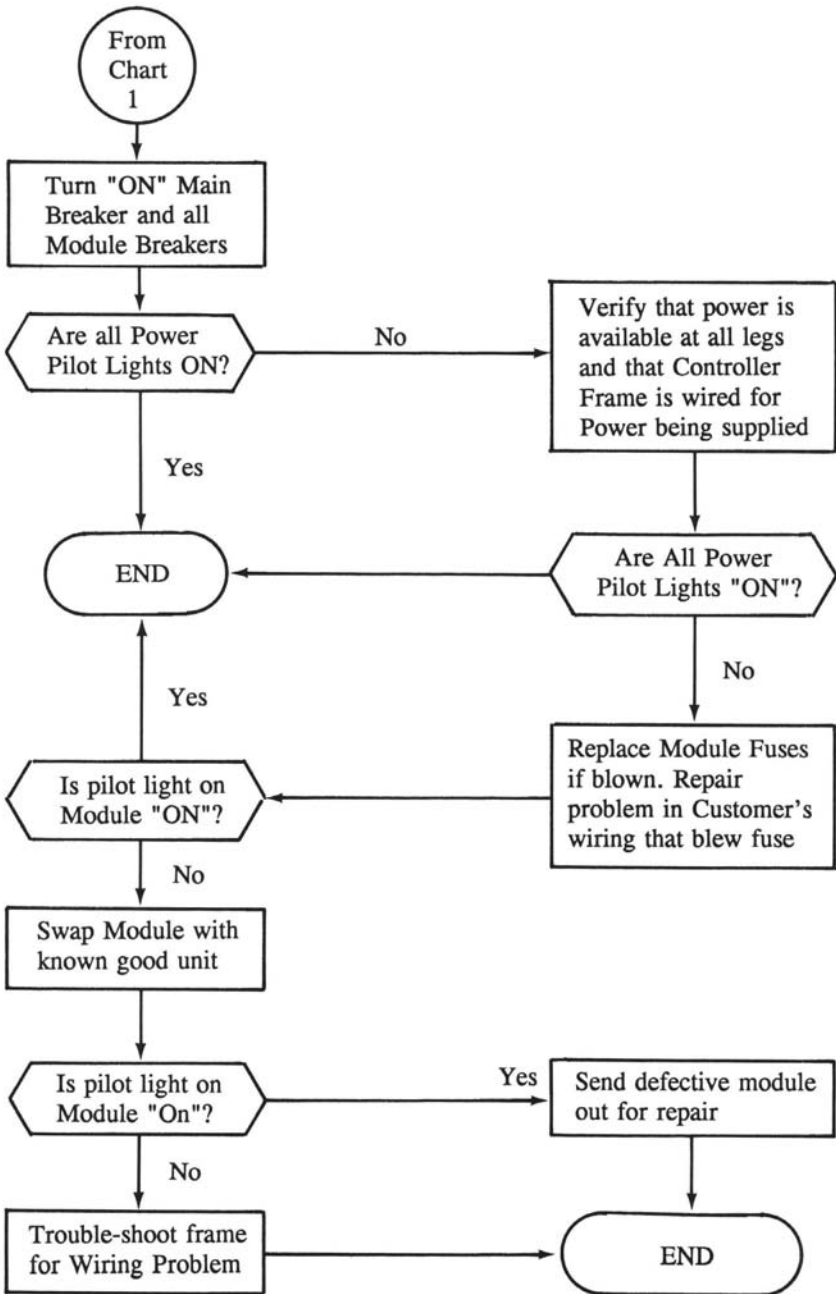 From
Chart
1
Turn "ON" Main
Breaker and all
Module Breakers
Are all Power
Pilot Lights ON?
No
Verify that power is
available at all legs
and that Controller
Frame is wired for
Power being supplied
Yes
END
Are All Power
Pilot Lights "ON"?
No
Yes
Replace Module Fuses
if blown. Repair
problem in Customer's
wiring that blew fuse
Is pilot light on
Module "ON"?
No
Swap Module with
known good unit
Is pilot light on
Module "On"?
Yes
Send defective module
out for repair
No
Trouble-shoot frame
for Wiring Problem
END